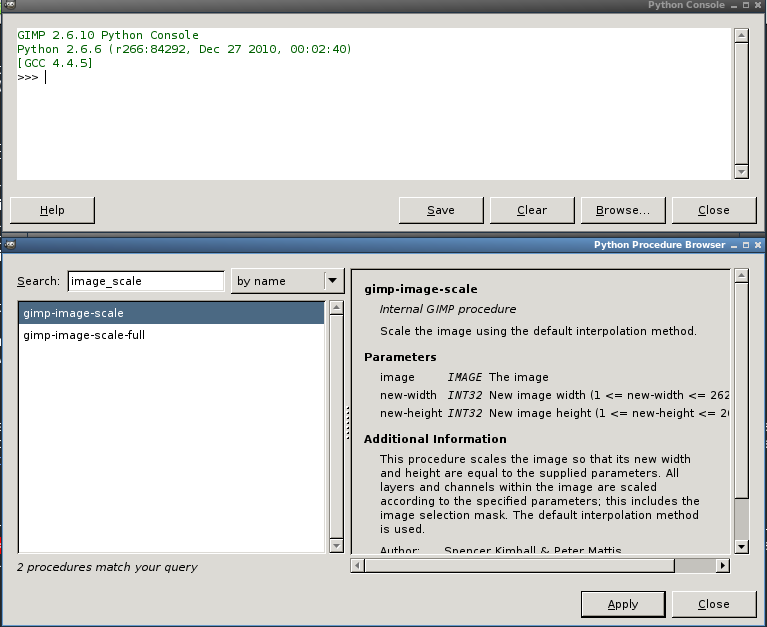 Python Console
GIMP 2.6.10 Python Console
Python 2.6.6 (r266:84292, Dec 27 2010, 00:02:40)
[GCC 4.4.5]
>>>
Help
Save
Clear
Browse...
Close
Python Procedure Browser
Search: image_scale by name
gimp-image-scale
gimp-image-scale-full
2 procedures match your query
gimp-image-scale
Internal GIMP procedure
Scale the image using the default interpolation method.
Parameters
image IMAGE The image
new-width INT32 New image width (1 <= new-width <= 262
new-height INT32 New image height (1 <= new-height <= 2
Additional Information
This procedure scales the image so that its new width
and height are equal to the supplied parameters. All
layers and channels within the image are scaled
according to the specified parameters; this includes the
image selection mask. The default interpolation method
is used.
Author: Spencer Kimball & Peter Mattis
Apply
Close